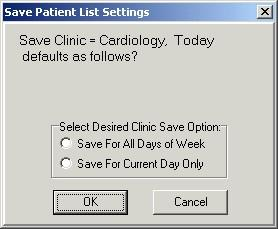 Save Patient List Settings
Save Clinic = Cardiology, Today
defaults as follows?
Select Desired Clinic Save Option:
Save For All Days of Week
Save For Current Day Only
OK
Cancel